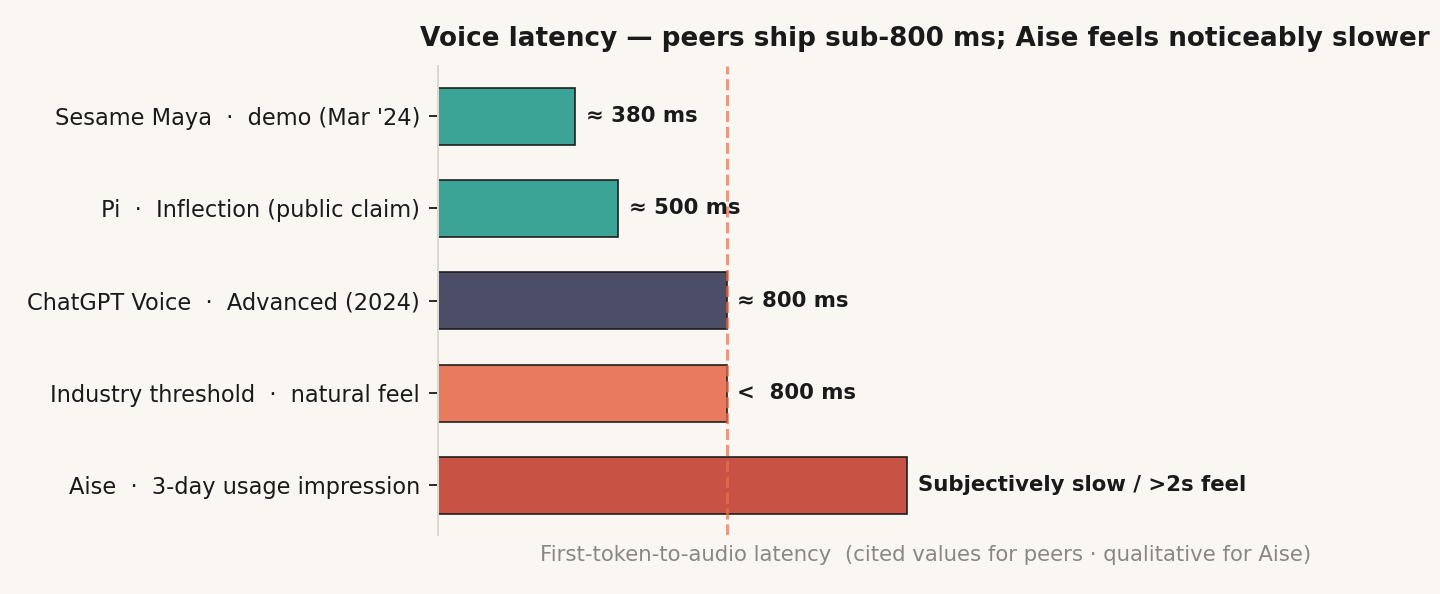 Voice latency — peers ship sub-800 ms; Aise feels noticeably slower
Sesame Maya · demo (Mar '24) ≈ 380 ms
Pi · Inflection (public claim) ≈ 500 ms
ChatGPT Voice · Advanced (2024) ≈ 800 ms
Industry threshold · natural feel < 800 ms
Aise · 3-day usage impression Subjectively slow / >2s feel
First-token-to-audio latency (cited values for peers · qualitative for Aise)